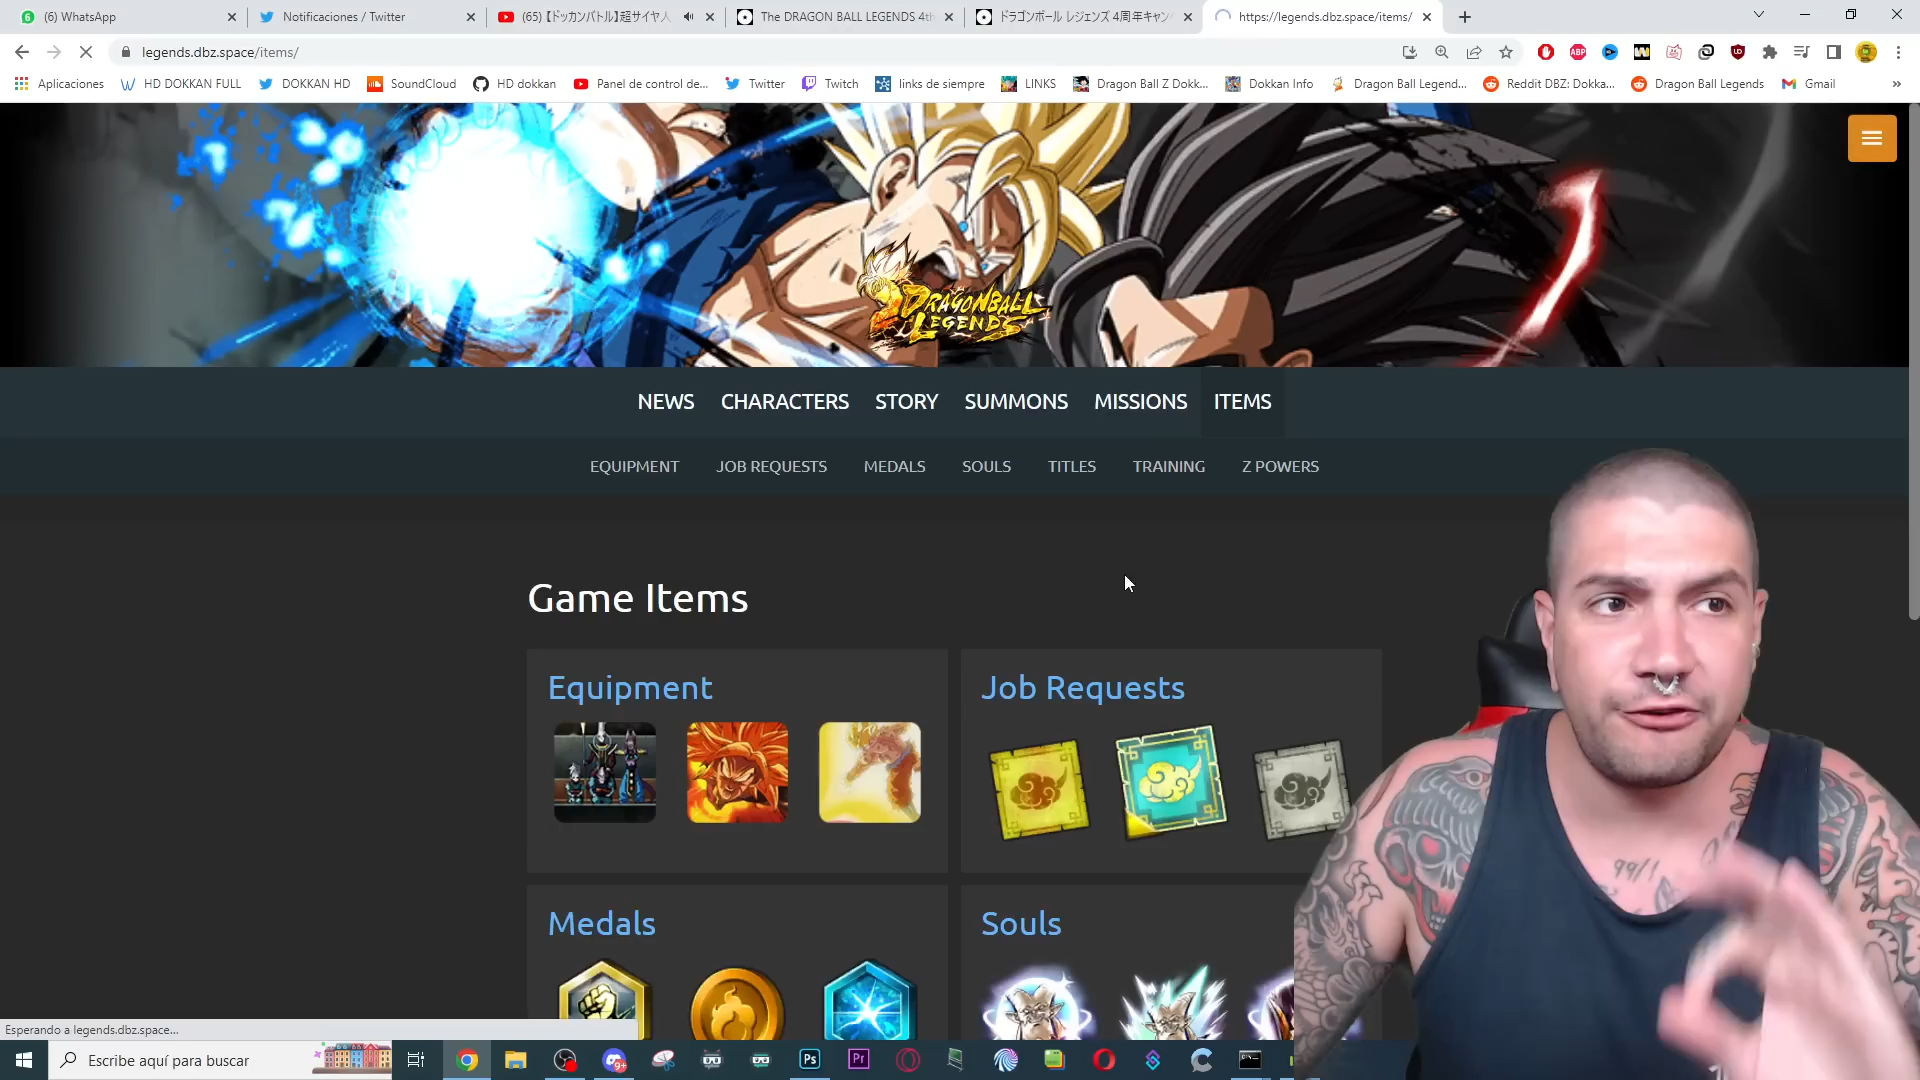 (6) WhatsApp
Notificaciones / Twitter
(65) 【ドッカンバトル】超サイヤ人
The DRAGON BALL LEGENDS 4th
ドラゴンボール レジェンズ 4周年キャン
https://legends.dbz.space/items/
legends.dbz.space/items/
ABP
Aplicaciones
HD DOKKAN FULL
DOKKAN HD
SoundCloud
HD dokkan
Panel de control de...
Twitter
Twitch
links de siempre
LINKS
Dragon Ball Z Dokk...
Dokkan Info
Dragon Ball Legend...
Reddit DBZ: Dokka...
Dragon Ball Legends
Gmail
»
DRAGONBALL
LEGENDS
NEWS CHARACTERS STORY SUMMONS MISSIONS ITEMS
EQUIPMENT JOB REQUESTS MEDALS SOULS TITLES TRAINING Z POWERS
Game Items
Equipment
Job Requests
Medals
Souls
Esperando a legends.dbz.space...
Escribe aquí para buscar
9+
Ps
Pr